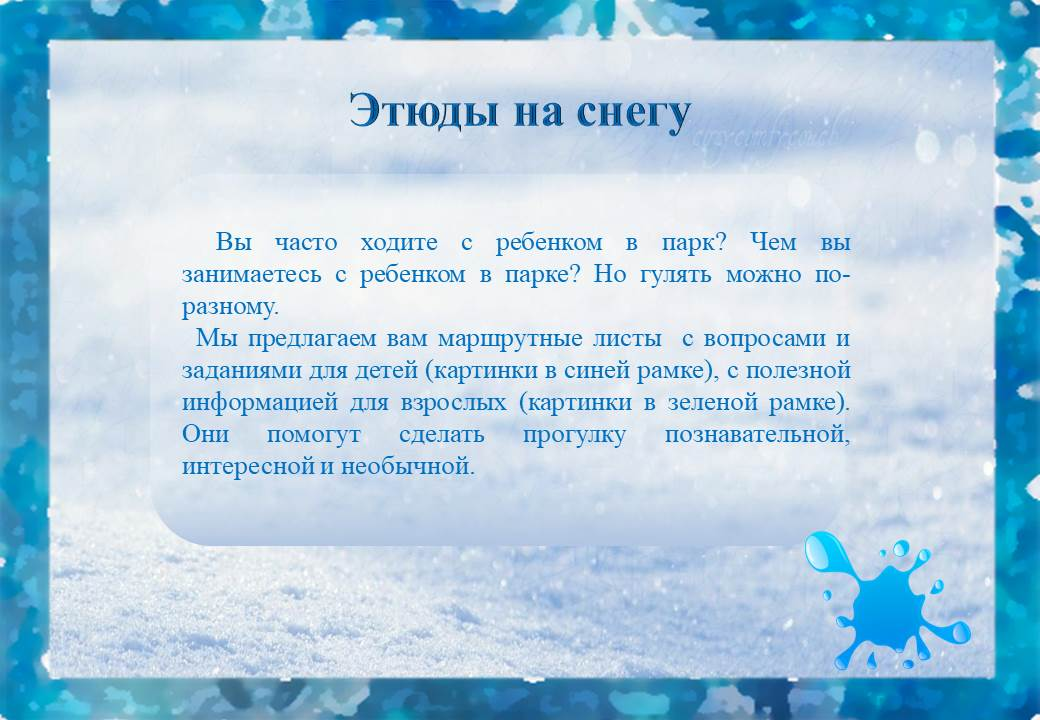 Этюды на снегу
Вы часто ходите с ребенком в парк? Чем вы
занимаетесь с ребенком в парке? Но гулять можно по-
разному.
Мы предлагаем вам маршрутные листы с вопросами и
заданиями для детей (картинки в синей рамке), с полезной
информацией для взрослых (картинки в зеленой рамке).
Они помогут сделать прогулку познавательной,
интересной и необычной.